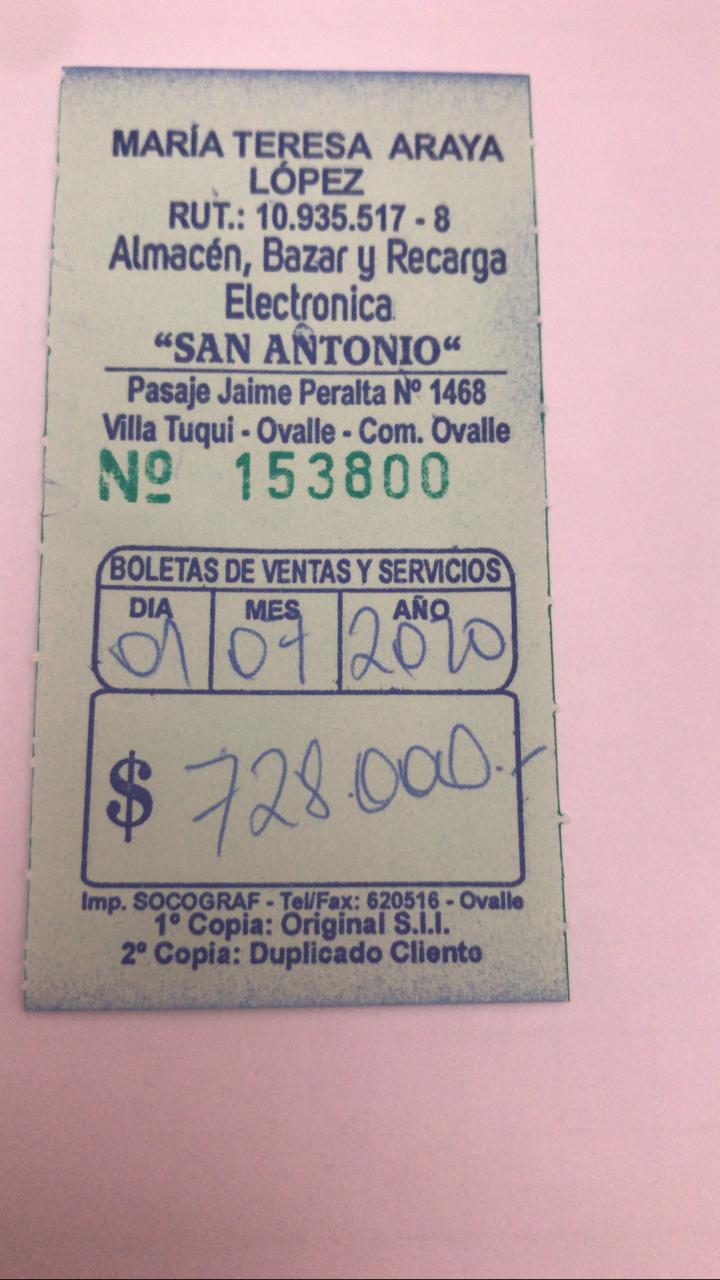 MARÍA TERESA ARAYA
LÓPEZ
RUT.: 10.935.517 - 8
Almacén, Bazar y Recarga
Electronica
“SAN ANTONIO“
Pasaje Jaime Peralta Nº 1468
Villa Tuqui - Ovalle - Com. Ovalle
Nº 153800
BOLETAS DE VENTAS Y SERVICIOS
DIA MES AÑO
01 07 2020
$ 728.000.-
Imp. SOCOGRAF - Tel/Fax: 620516 - Ovalle
1º Copia: Original S.I.I.
2º Copia: Duplicado Cliente